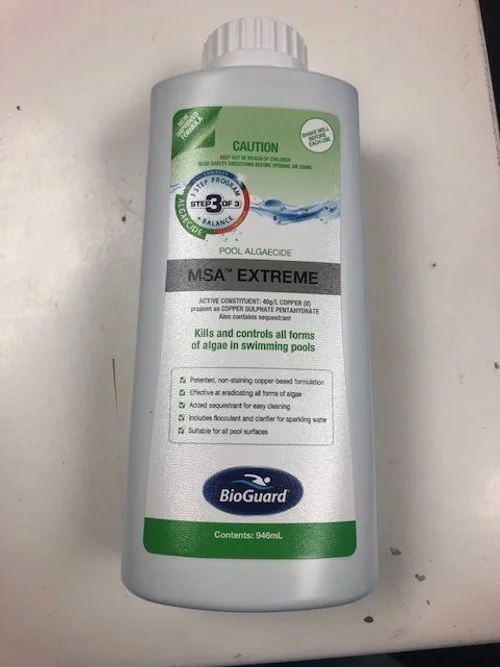 NEW
IMPROVED
FORMULA
CAUTION
KEEP OUT OF REACH OF CHILDREN
READ SAFETY DIRECTIONS BEFORE OPENING OR USING
SHAKE WELL
BEFORE
EACH USE
3 STEP PROGRAM
STEP 3 OF 3
+ BALANCE
ALGAECIDE
POOL ALGAECIDE
MSA™ EXTREME
ACTIVE CONSTITUENT: 40g/L COPPER (II)
present as COPPER SULPHATE PENTAHYDRATE
Also contains sequestrant
Kills and controls all forms
of algae in swimming pools
Patented, non-staining copper-based formulation
Effective at eradicating all forms of algae
Added sequestrant for easy cleaning
Includes flocculant and clarifier for sparkling water
Suitable for all pool surfaces
BioGuard®
Contents: 946mL